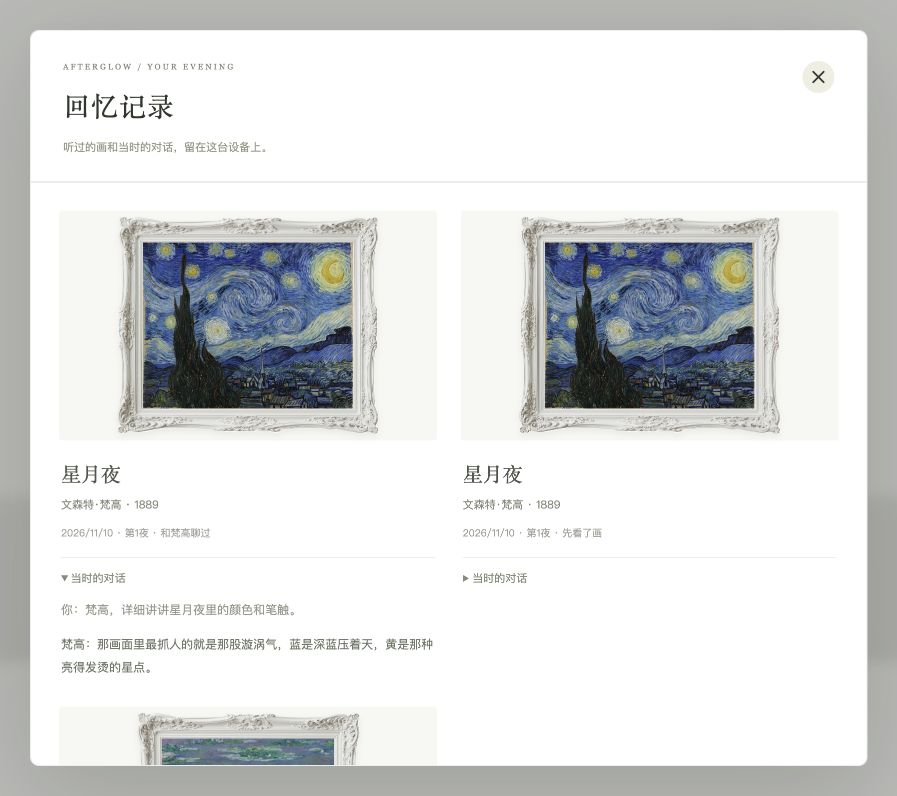 AFTERGLOW / YOUR EVENING
回忆记录
听过的画和当时的对话，留在这台设备上。
星月夜
文森特·梵高 · 1889
2026/11/10 · 第1夜 · 和梵高聊过
当时的对话
你：梵高，详细讲讲星月夜里的颜色和笔触。
梵高：那画面里最抓人的就是那股漩涡气，蓝是深蓝压着天，黄是那种
亮得发烫的星点。
星月夜
文森特·梵高 · 1889
2026/11/10 · 第1夜 · 先看了画
当时的对话